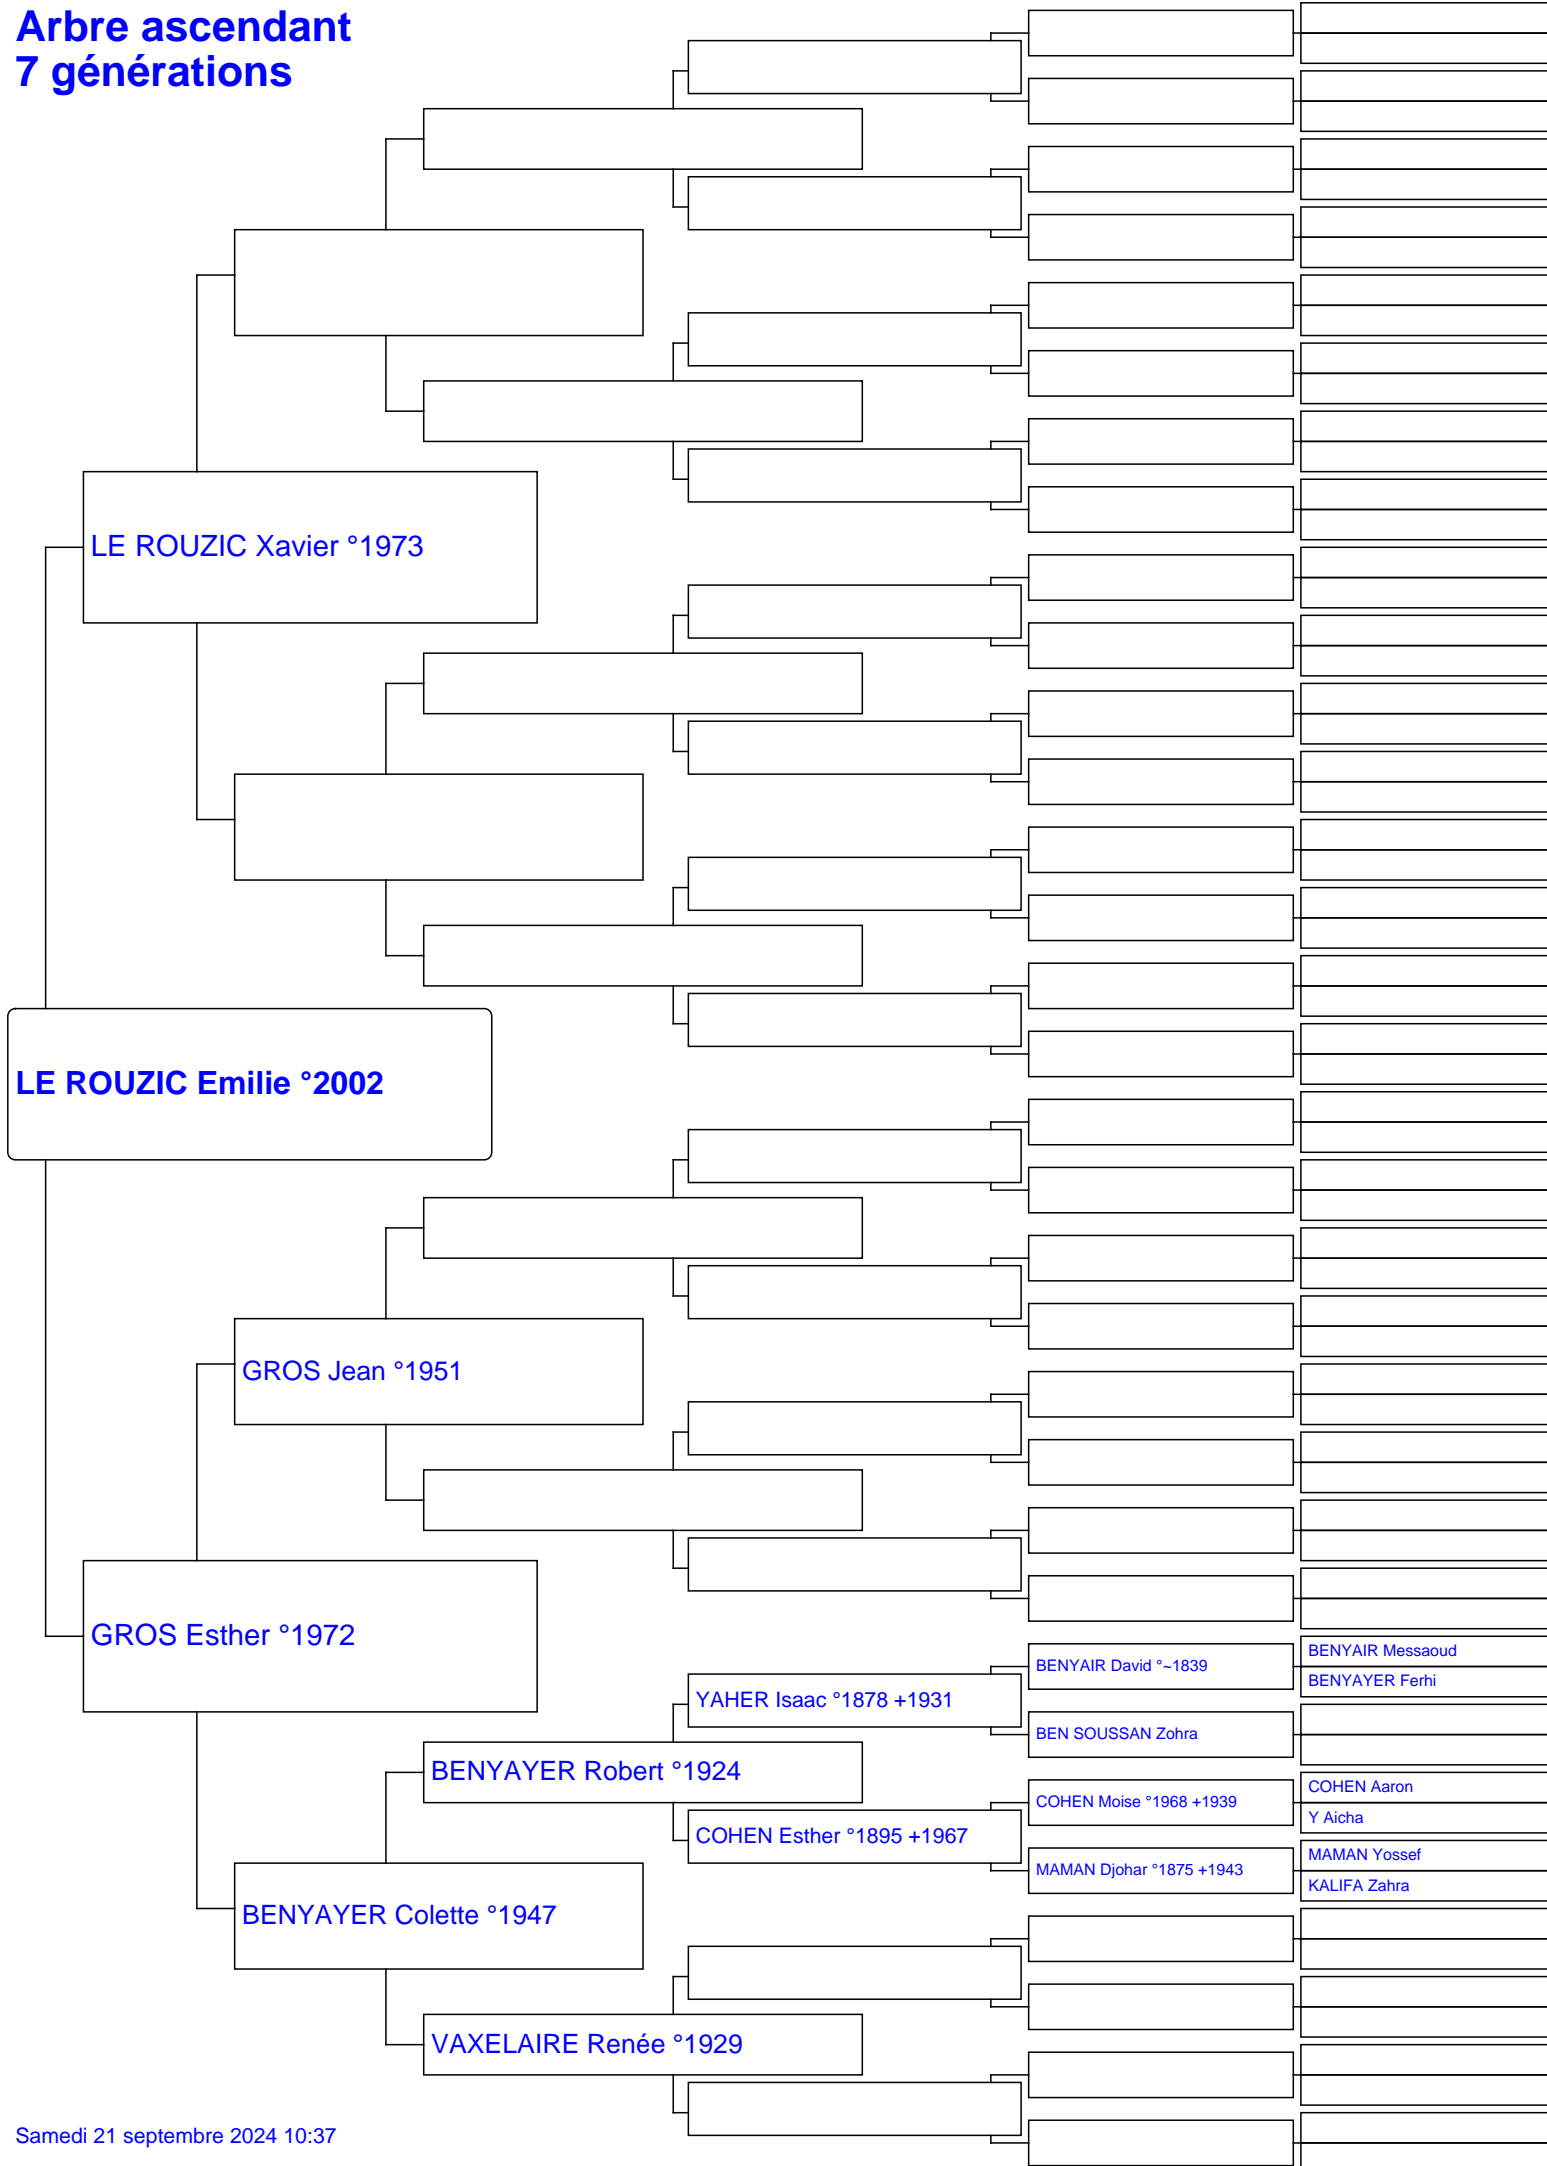 Arbre ascendant
7 générations
LE ROUZIC Xavier °1973
LE ROUZIC Emilie °2002
GROS Jean °1951
GROS Esther °1972
BENYAIR Messaoud
BENYAIR David °~1839
BENYAYER Ferhi
YAHER Isaac °1878 +1931
BEN SOUSSAN Zohra
BENYAYER Robert °1924
COHEN Aaron
COHEN Moise °1968 +1939
Y Aicha
COHEN Esther °1895 +1967
MAMAN Yossef
MAMAN Djohar °1875 +1943
KALIFA Zahra
BENYAYER Colette °1947
VAXELAIRE Renée °1929
Samedi 21 septembre 2024 10:37